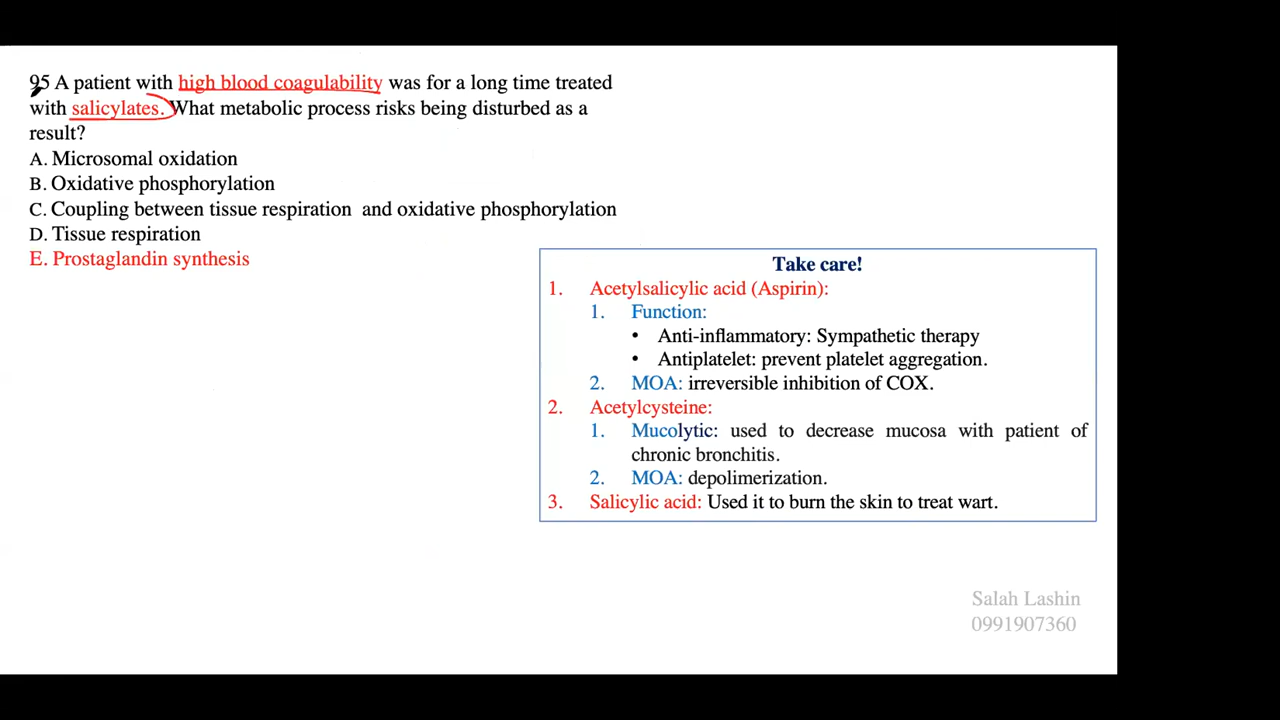 95 A patient with high blood coagulability was for a long time treated
with salicylates. What metabolic process risks being disturbed as a
result?
A. Microsomal oxidation
B. Oxidative phosphorylation
C. Coupling between tissue respiration and oxidative phosphorylation
D. Tissue respiration
E. Prostaglandin synthesis
Take care!
1. Acetylsalicylic acid (Aspirin):
1. Function:
• Anti-inflammatory: Sympathetic therapy
• Antiplatelet: prevent platelet aggregation.
2. MOA: irreversible inhibition of COX.
2. Acetylcysteine:
1. Mucolytic: used to decrease mucosa with patient of
chronic bronchitis.
2. MOA: depolimerization.
3. Salicylic acid: Used it to burn the skin to treat wart.
Salah Lashin
0991907360